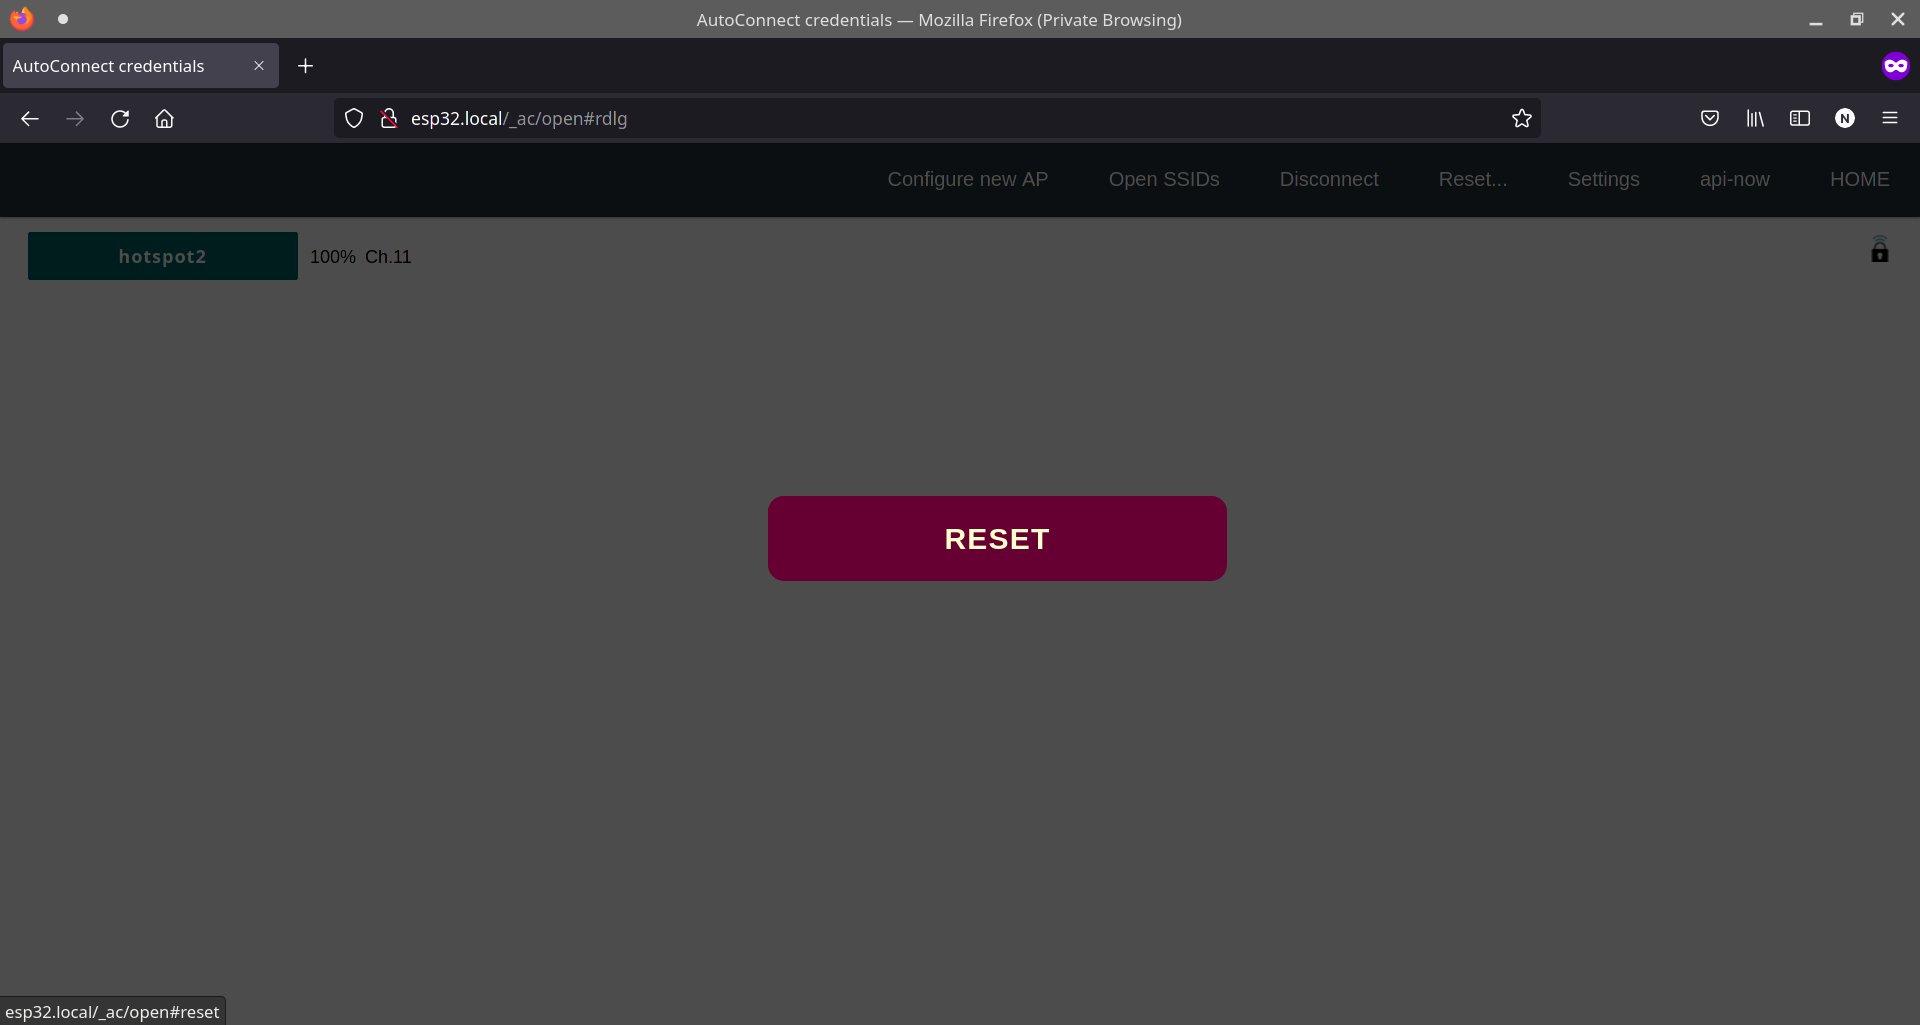 AutoConnect credentials — Mozilla Firefox (Private Browsing)
AutoConnect credentials
esp32.local/_ac/open#rdlg
N
Configure new AP Open SSIDs Disconnect Reset... Settings api-now HOME
hotspot2 100% Ch.11
RESET
esp32.local/_ac/open#reset